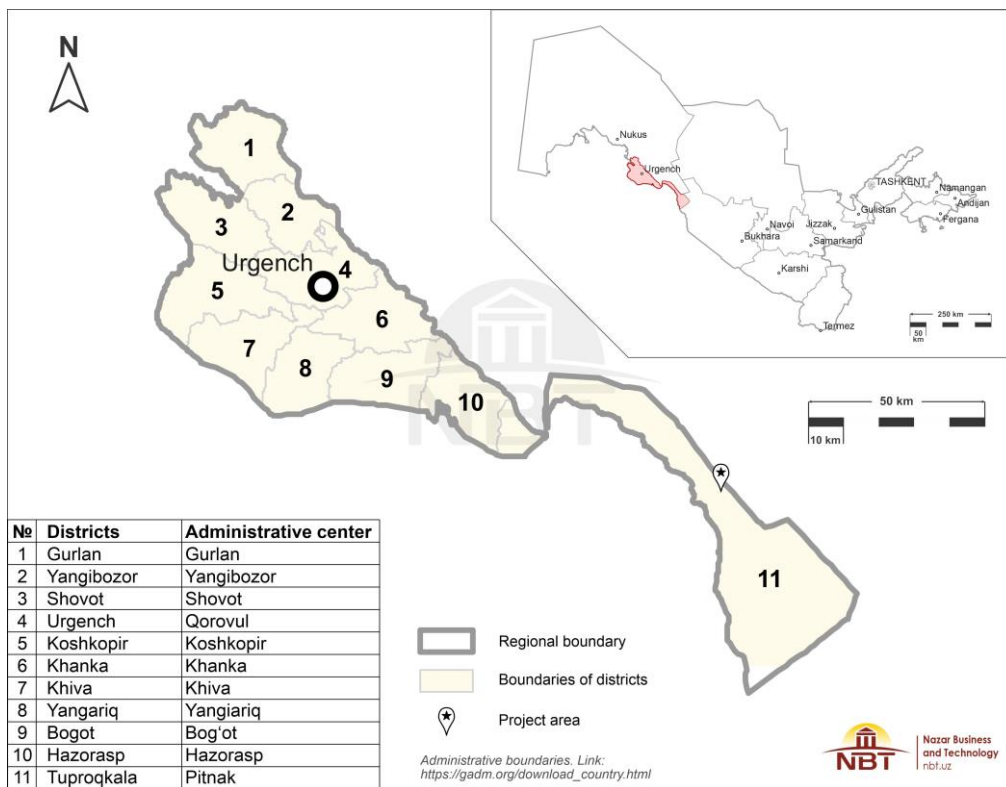 N
1
2
3
Urgench
4
5
6
7
8
9
10
11
Nukus
Urgench
TASHKENT
Namangan
Andijan
Fergana
Gulistan
Navoi
Jizzak
Bukhara
Samarkand
Karshi
Termez
250 km
50
km
50 km
10 km
NBT
№ Districts Administrative center
1 Gurlan Gurlan
2 Yangibozor Yangibozor
3 Shovot Shovot
4 Urgench Qorovul
5 Koshkopir Koshkopir
6 Khanka Khanka
7 Khiva Khiva
8 Yangariq Yangiariq
9 Bogot Bog‘ot
10 Hazorasp Hazorasp
11 Tuproqkala Pitnak
Regional boundary
Boundaries of districts
Project area
Administrative boundaries. Link:
https://gadm.org/download_country.html
NBT
Nazar Business
and Technology
nbt.uz